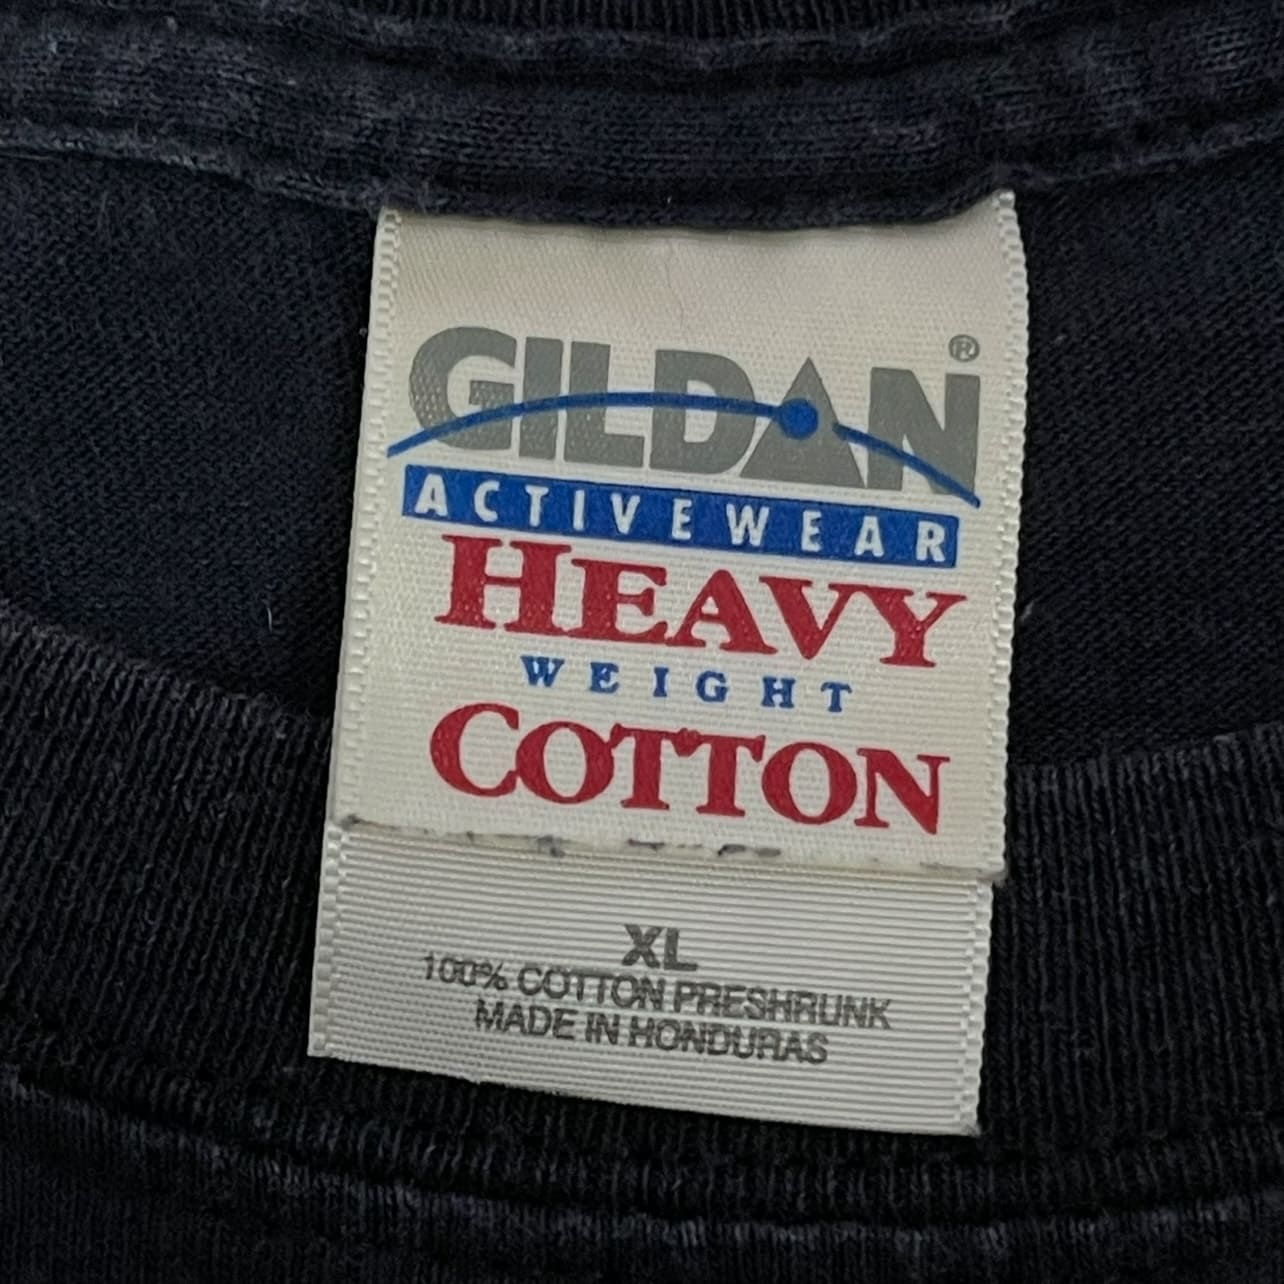 GILDAN®
ACTIVEWEAR
HEAVY
WEIGHT
COTTON
XL
100% COTTON PRESHRUNK
MADE IN HONDURAS